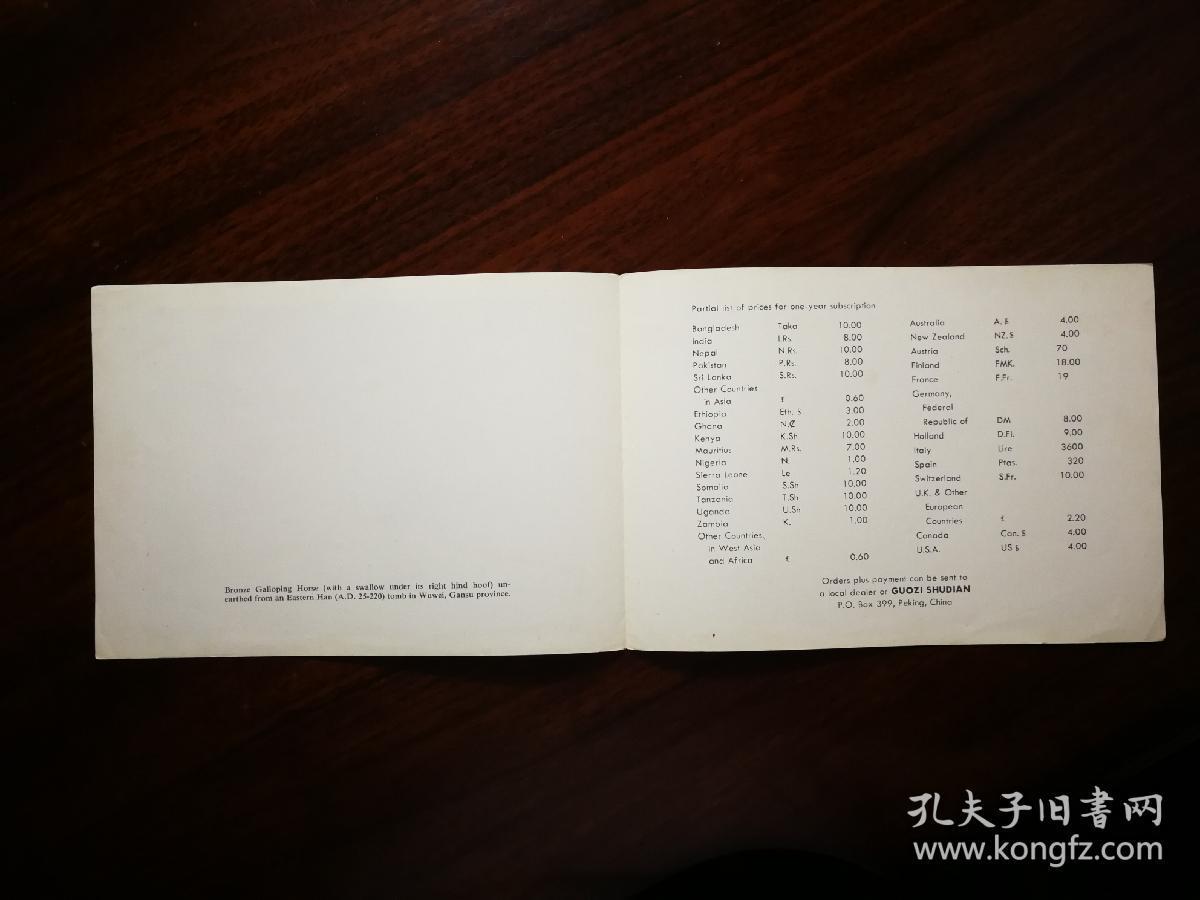 Bronze Galloping Horse (with a swallow under its right hind hoof) un-
earthed from an Eastern Han (A.D. 25-220) tomb in Wuwei, Gansu province.
Partial list of prices for one-year subscription
Bangladesh Taka 10.00
India I.Rs. 8.00
Nepal N.Rs. 10.00
Pakistan P.Rs. 8.00
Sri Lanka S.Rs. 10.00
Other Countries
in Asia £ 0.60
Ethiopia Eth. $ 3.00
Ghana N₵ 2.00
Kenya K.Sh 10.00
Mauritius M.Rs. 7.00
Nigeria N. 1.00
Sierra Leone Le 1.20
Somalia S.Sh 10.00
Tanzania T.Sh 10.00
Uganda U.Sh 10.00
Zambia K. 1.00
Other Countries,
in West Asia
and Africa £ 0.60
Australia A. $ 4.00
New Zealand NZ. $ 4.00
Austria Sch. 70
Finland FMK. 18.00
France F.Fr. 19
Germany,
Federal
Republic of DM 8.00
Holland D.Fl. 9.00
Italy Lire 3600
Spain Ptas. 320
Switzerland S.Fr. 10.00
U.K. & Other
European
Countries £ 2.20
Canada Can. $ 4.00
U.S.A. US $ 4.00
Orders plus payment can be sent to
a local dealer or GUOZI SHUDIAN
P.O. Box 399, Peking, China
孔夫子旧書网
www.kongfz.com